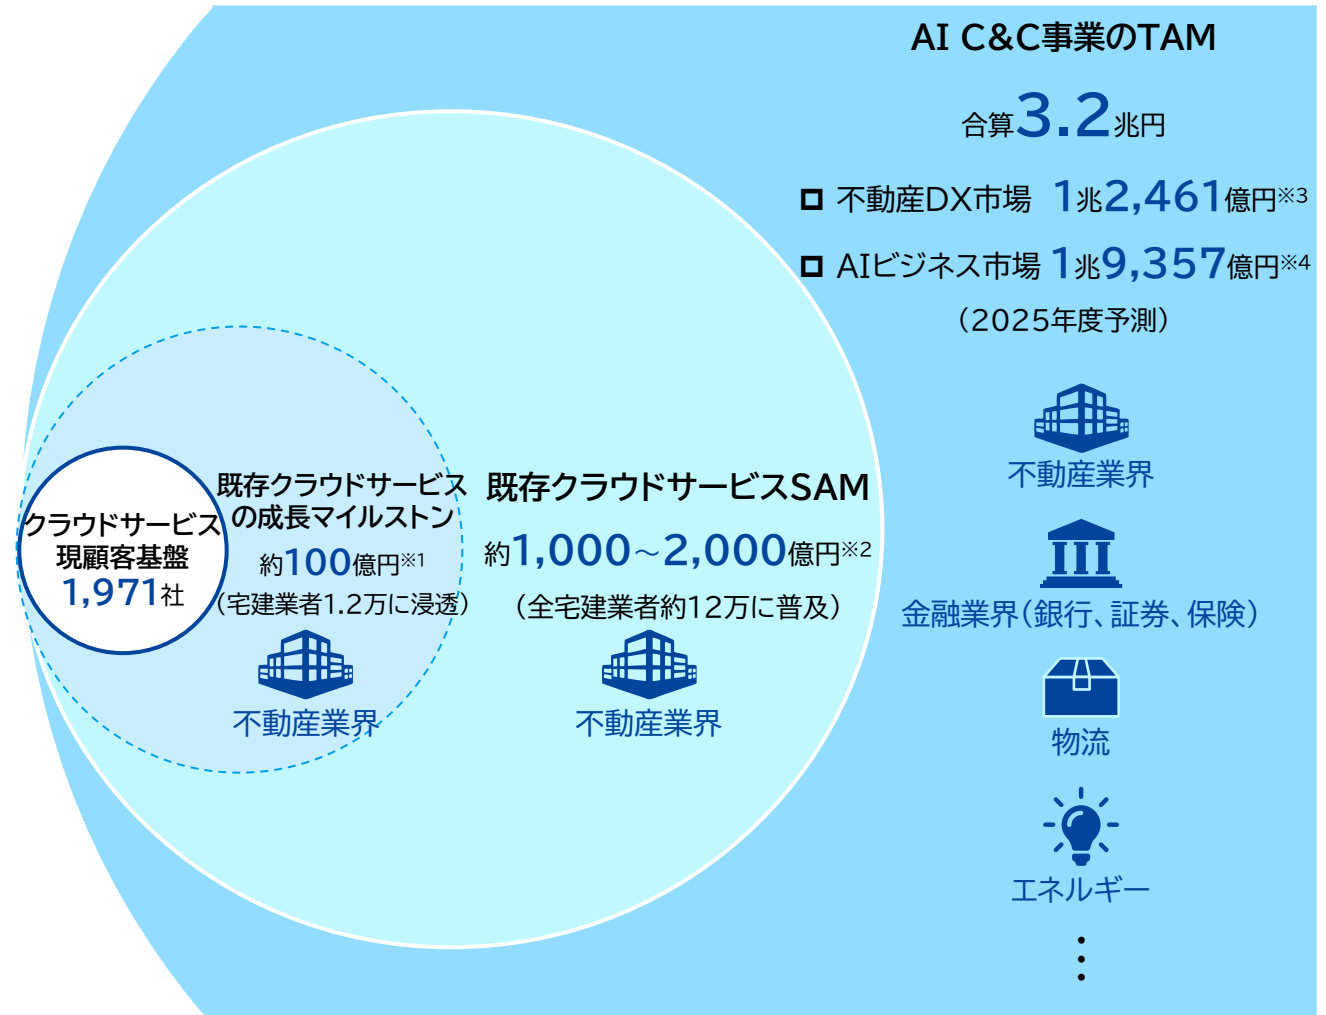 AI C&C事業のTAM
合算3.2兆円
不動産DX市場 1兆2,461億円※3
AIビジネス市場 1兆9,357億円※4
（2025年度予測）
不動産業界
金融業界（銀行、証券、保険）
物流
エネルギー
既存クラウドサービスSAM
約1,000～2,000億円※2
（全宅建業者約12万に普及）
不動産業界
既存クラウドサービス
の成長マイルストン
約100億円※1
（宅建業者1.2万に浸透）
不動産業界
クラウドサービス
現顧客基盤
1,971社